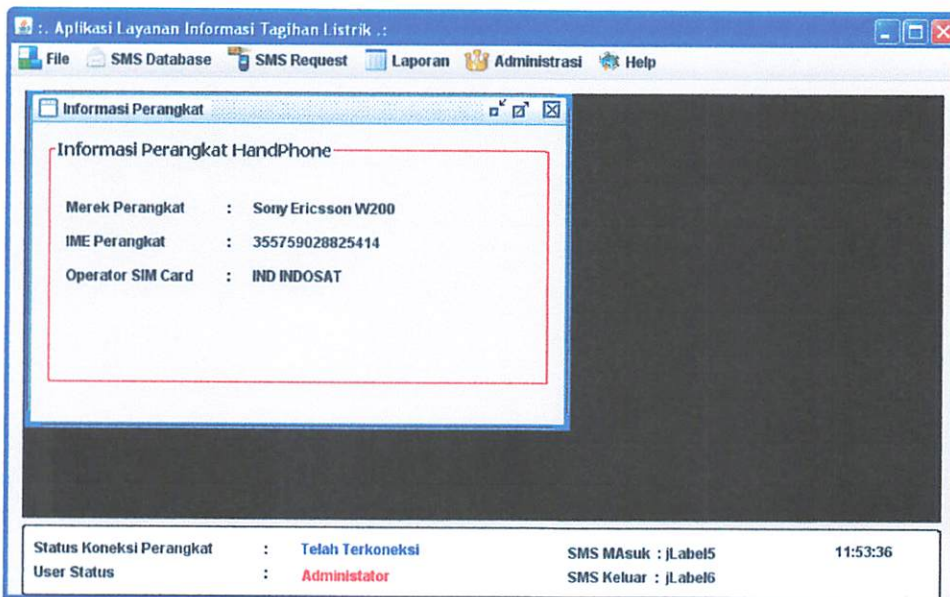 :. Aplikasi Layanan Informasi Tagihan Listrik .:
File SMS Database SMS Request Laporan Administrasi Help
Informasi Perangkat
Informasi Perangkat HandPhone
Merek Perangkat : Sony Ericsson W200
IME Perangkat : 355759028825414
Operator SIM Card : IND INDOSAT
Status Koneksi Perangkat : Telah Terkoneksi SMS MAsuk : jLabel5 11:53:36
User Status : Administator SMS Keluar : jLabel6